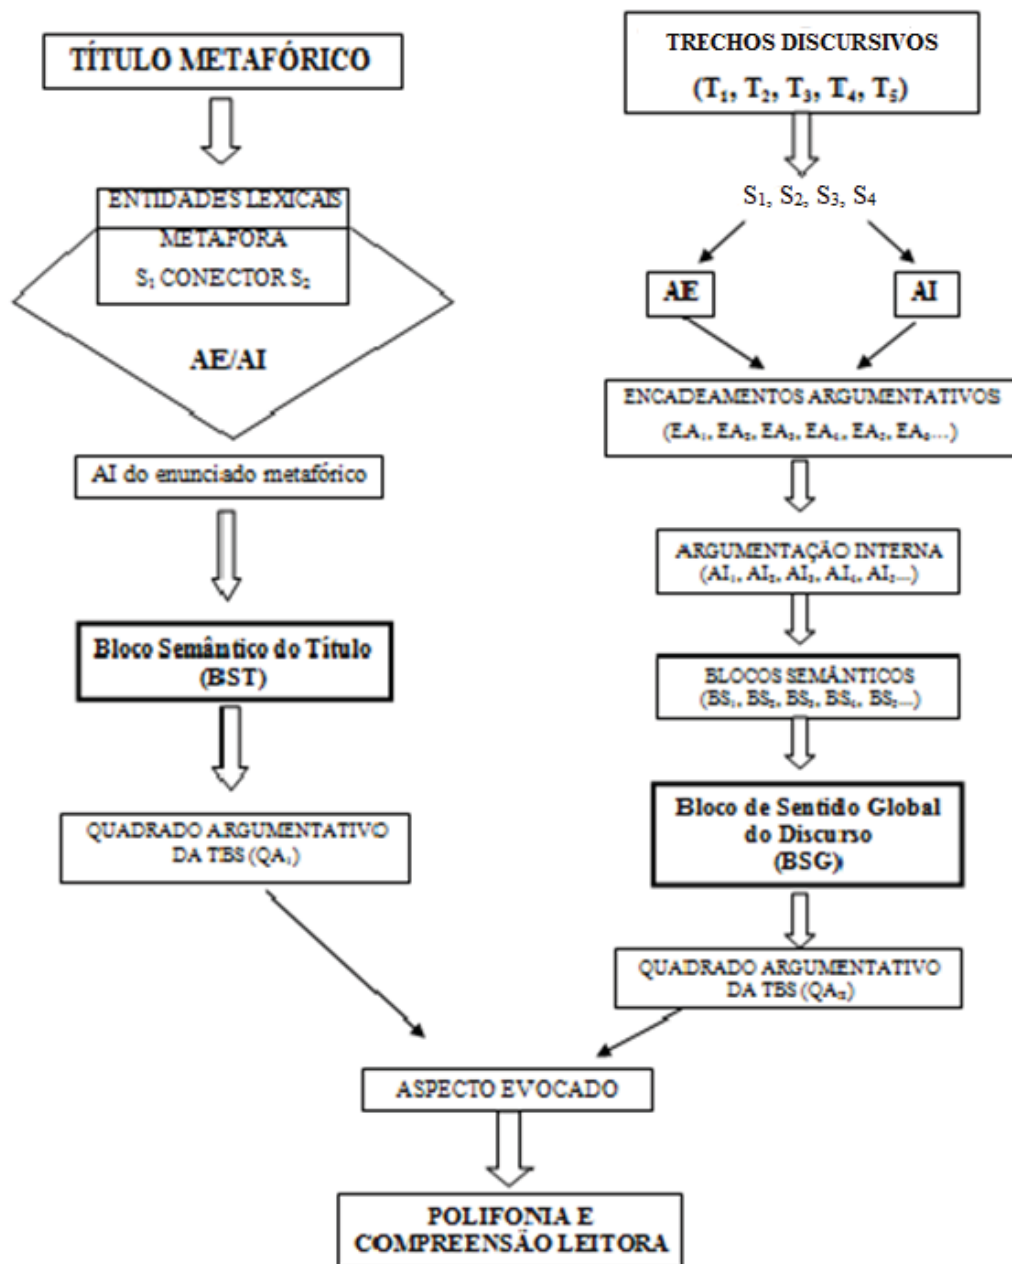 TÍTULO METAFÓRICO
ENTIDADES LEXICAIS
METAFORA
S₁ CONECTOR S₂
AE/AI
AI do enunciado metafórico
Bloco Semântico do Título
(BST)
QUADRADO ARGUMENTATIVO
DA TBS (QA₁)
TRECHOS DISCURSIVOS
(T₁, T₂, T₃, T₄, T₅)
S₁, S₂, S₃, S₄
AE
AI
ENCADEAMENTOS ARGUMENTATIVOS
(EA₁, EA₂, EA₃, EA₄, EA₅, EA₆...)
ARGUMENTAÇÃO INTERNA
(AI₁, AI₂, AI₃, AI₄, AI₅...)
BLOCOS SEMÂNTICOS
(BS₁, BS₂, BS₃, BS₄, BS₅...)
Bloco de Sentido Global
do Discurso
(BSG)
QUADRADO ARGUMENTATIVO
DA TBS
ASPECTO EVOCADO
POLIFONIA E
COMPREENSÃO LEITORA